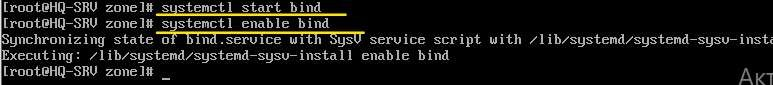 [root@HQ-SRV zone]# systemctl start bind
[root@HQ-SRV zone]# systemctl enable bind
Synchronizing state of bind.service with SysV service script with /lib/systemd/systemd-sysv-insta
Executing: /lib/systemd/systemd-sysv-install enable bind
[root@HQ-SRV zone]# _
Акт